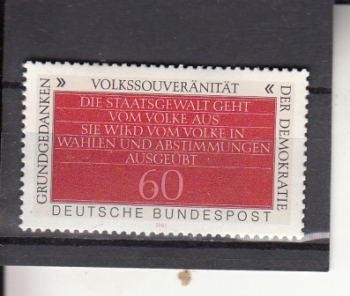 GRUNDGEDANKEN
» VOLKSSOUVERÄNITÄT «
DER DEMOKRATIE
DIE STAATSGEWALT GEHT
VOM VOLKE AUS
SIE WIRD VOM VOLKE IN
WAHLEN UND ABSTIMMUNGEN
AUSGEÜBT
60
DEUTSCHE BUNDESPOST
1981